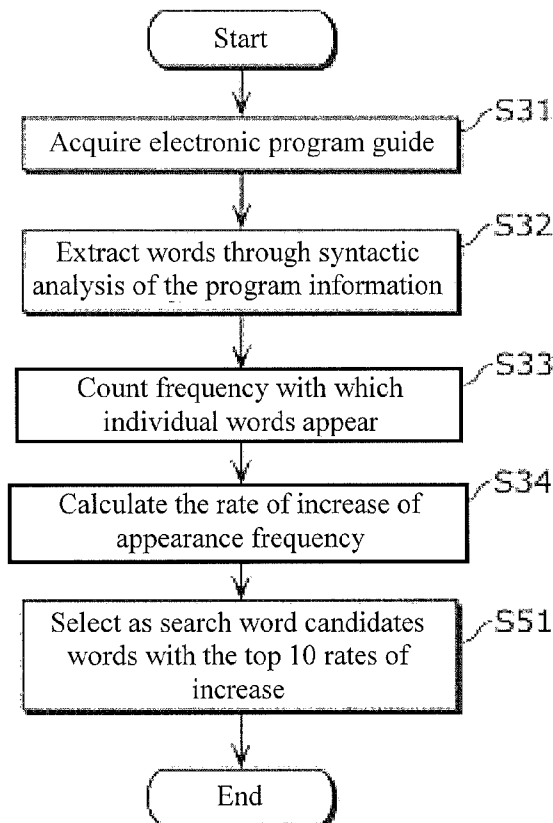 Start
S31
Acquire electronic program guide
S32
Extract words through syntactic
analysis of the program information
S33
Count frequency with which
individual words appear
S34
Calculate the rate of increase of
appearance frequency
S51
Select as search word candidates
words with the top 10 rates of
increase
End